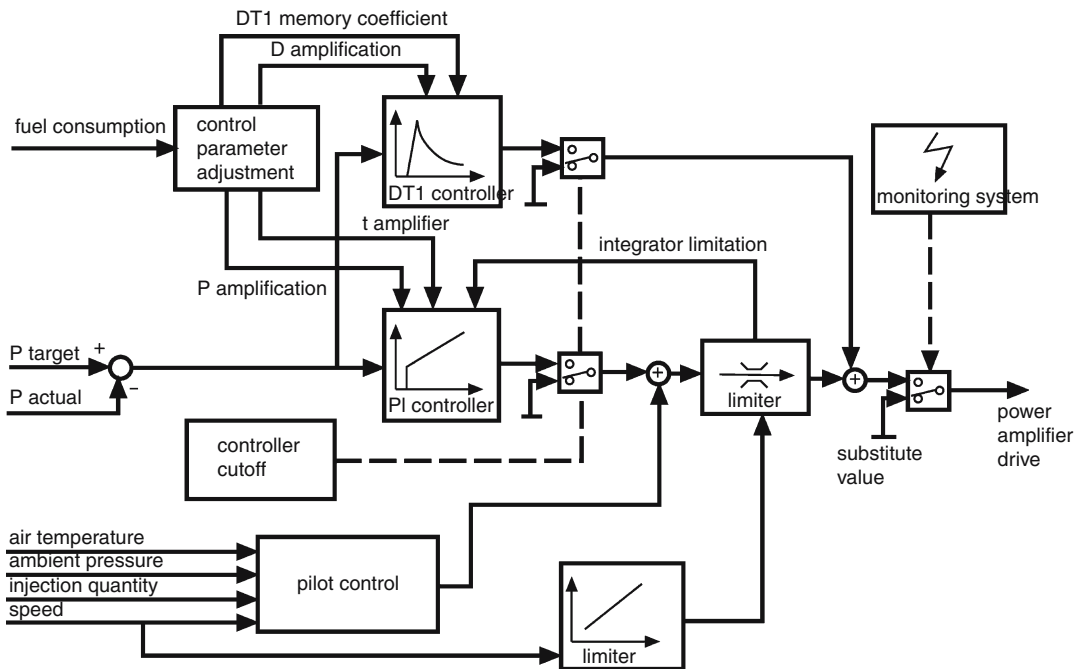 DT1 memory coefficient
D amplification
fuel consumption
control
parameter
adjustment
DT1 controller
monitoring system
t amplifier
integrator limitation
P amplification
P target
+
P actual
−
PI controller
+
limiter
+
controller
cutoff
substitute
value
power
amplifier
drive
air temperature
ambient pressure
injection quantity
speed
pilot control
limiter